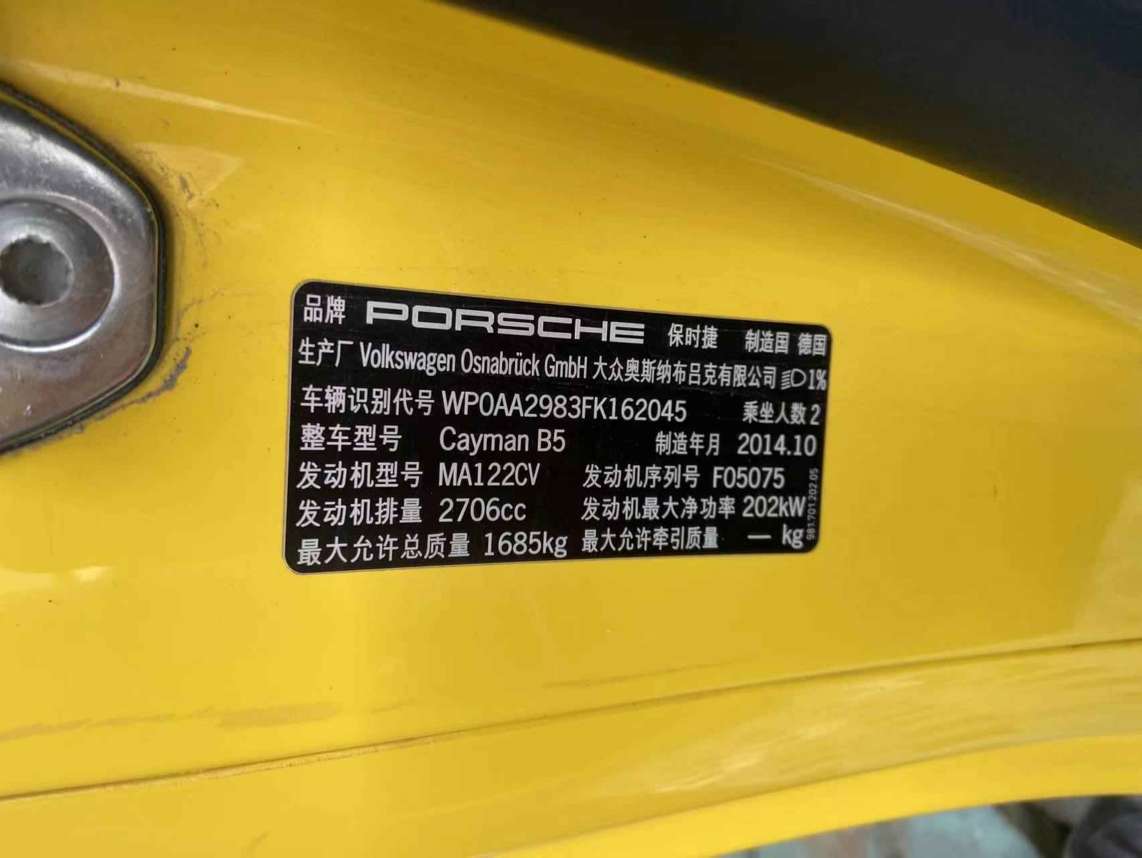 品牌 PORSCHE 保时捷 制造国 德国
生产厂 Volkswagen Osnabrück GmbH 大众奥斯纳布吕克有限公司 1%
车辆识别代号 WP0AA2983FK162045 乘坐人数 2
整车型号 Cayman B5 制造年月 2014.10
发动机型号 MA122CV 发动机序列号 F05075
发动机排量 2706cc 发动机最大净功率 202kW
最大允许总质量 1685kg 最大允许牵引质量 — kg
981.701.202.05